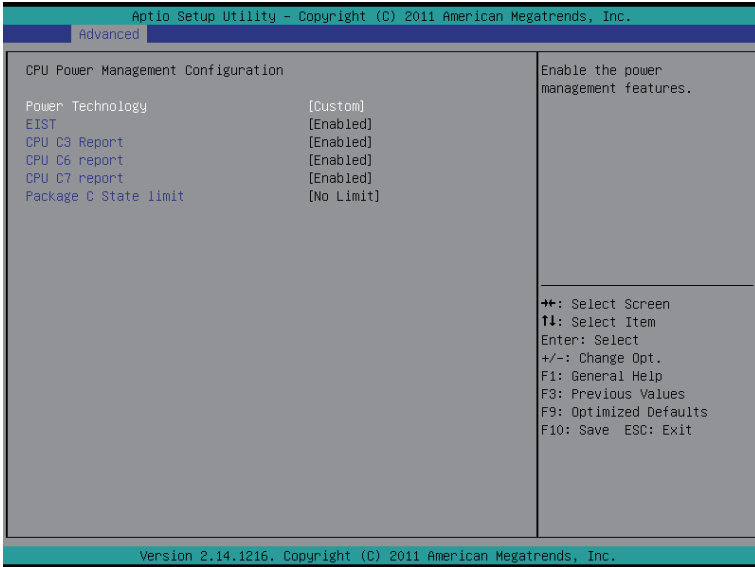 Aptio Setup Utility – Copyright (C) 2011 American Megatrends, Inc.
Advanced
CPU Power Management Configuration
Power Technology [Custom]
EIST [Enabled]
CPU C3 Report [Enabled]
CPU C6 report [Enabled]
CPU C7 report [Enabled]
Package C State limit [No Limit]
Enable the power
management features.
→←: Select Screen
↑↓: Select Item
Enter: Select
+/-: Change Opt.
F1: General Help
F3: Previous Values
F9: Optimized Defaults
F10: Save ESC: Exit
Version 2.14.1216. Copyright (C) 2011 American Megatrends, Inc.